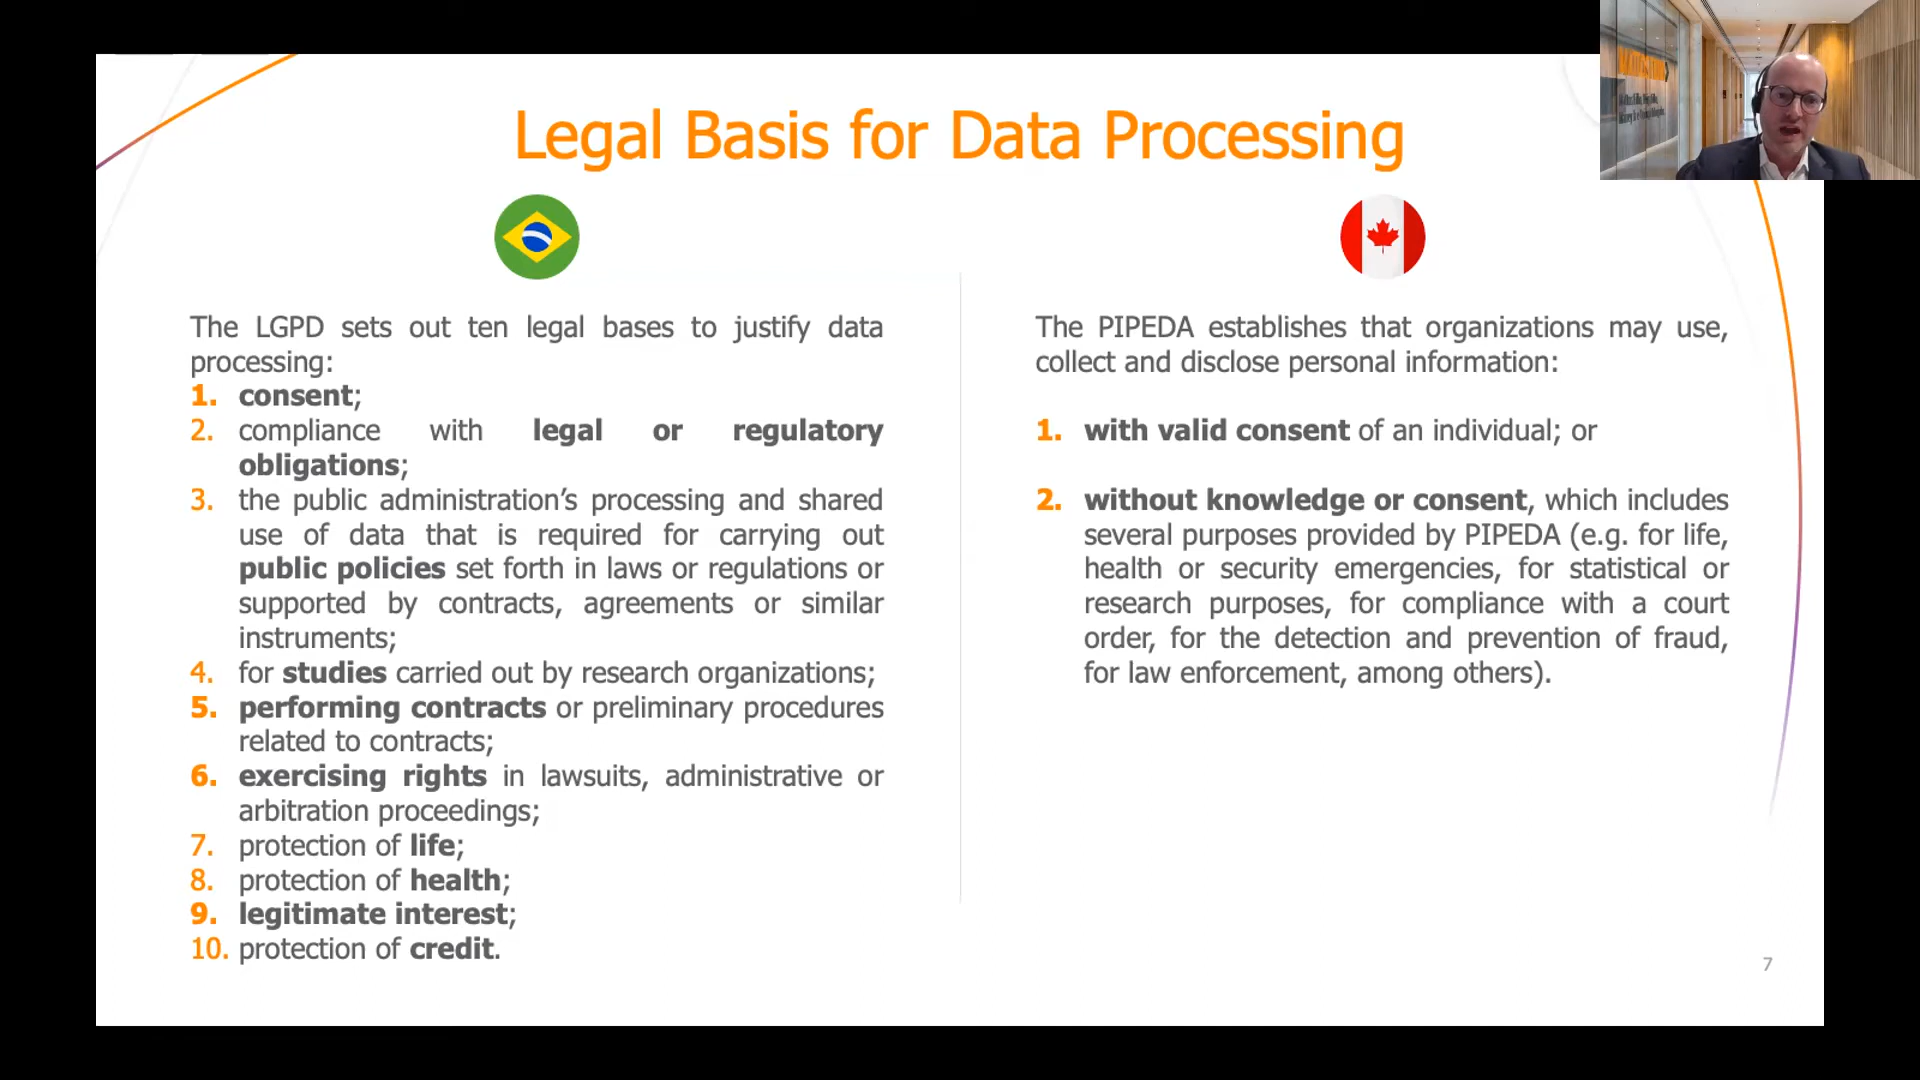 Legal Basis for Data Processing
The LGPD sets out ten legal bases to justify data
processing:
1. consent;
2. compliance with legal or regulatory
obligations;
3. the public administration’s processing and shared
use of data that is required for carrying out
public policies set forth in laws or regulations or
supported by contracts, agreements or similar
instruments;
4. for studies carried out by research organizations;
5. performing contracts or preliminary procedures
related to contracts;
6. exercising rights in lawsuits, administrative or
arbitration proceedings;
7. protection of life;
8. protection of health;
9. legitimate interest;
10. protection of credit.
The PIPEDA establishes that organizations may use,
collect and disclose personal information:
1. with valid consent of an individual; or
2. without knowledge or consent, which includes
several purposes provided by PIPEDA (e.g. for life,
health or security emergencies, for statistical or
research purposes, for compliance with a court
order, for the detection and prevention of fraud,
for law enforcement, among others).
7